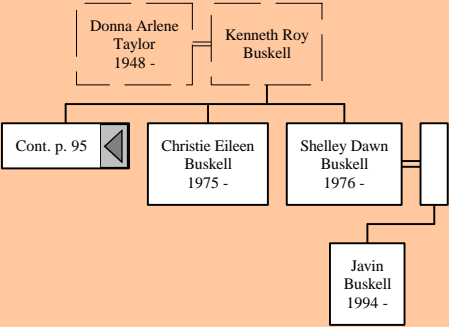 Donna Arlene
Taylor
1948 -
Kenneth Roy
Buskell
Cont. p. 95
Christie Eileen
Buskell
1975 -
Shelley Dawn
Buskell
1976 -
Javin
Buskell
1994 -